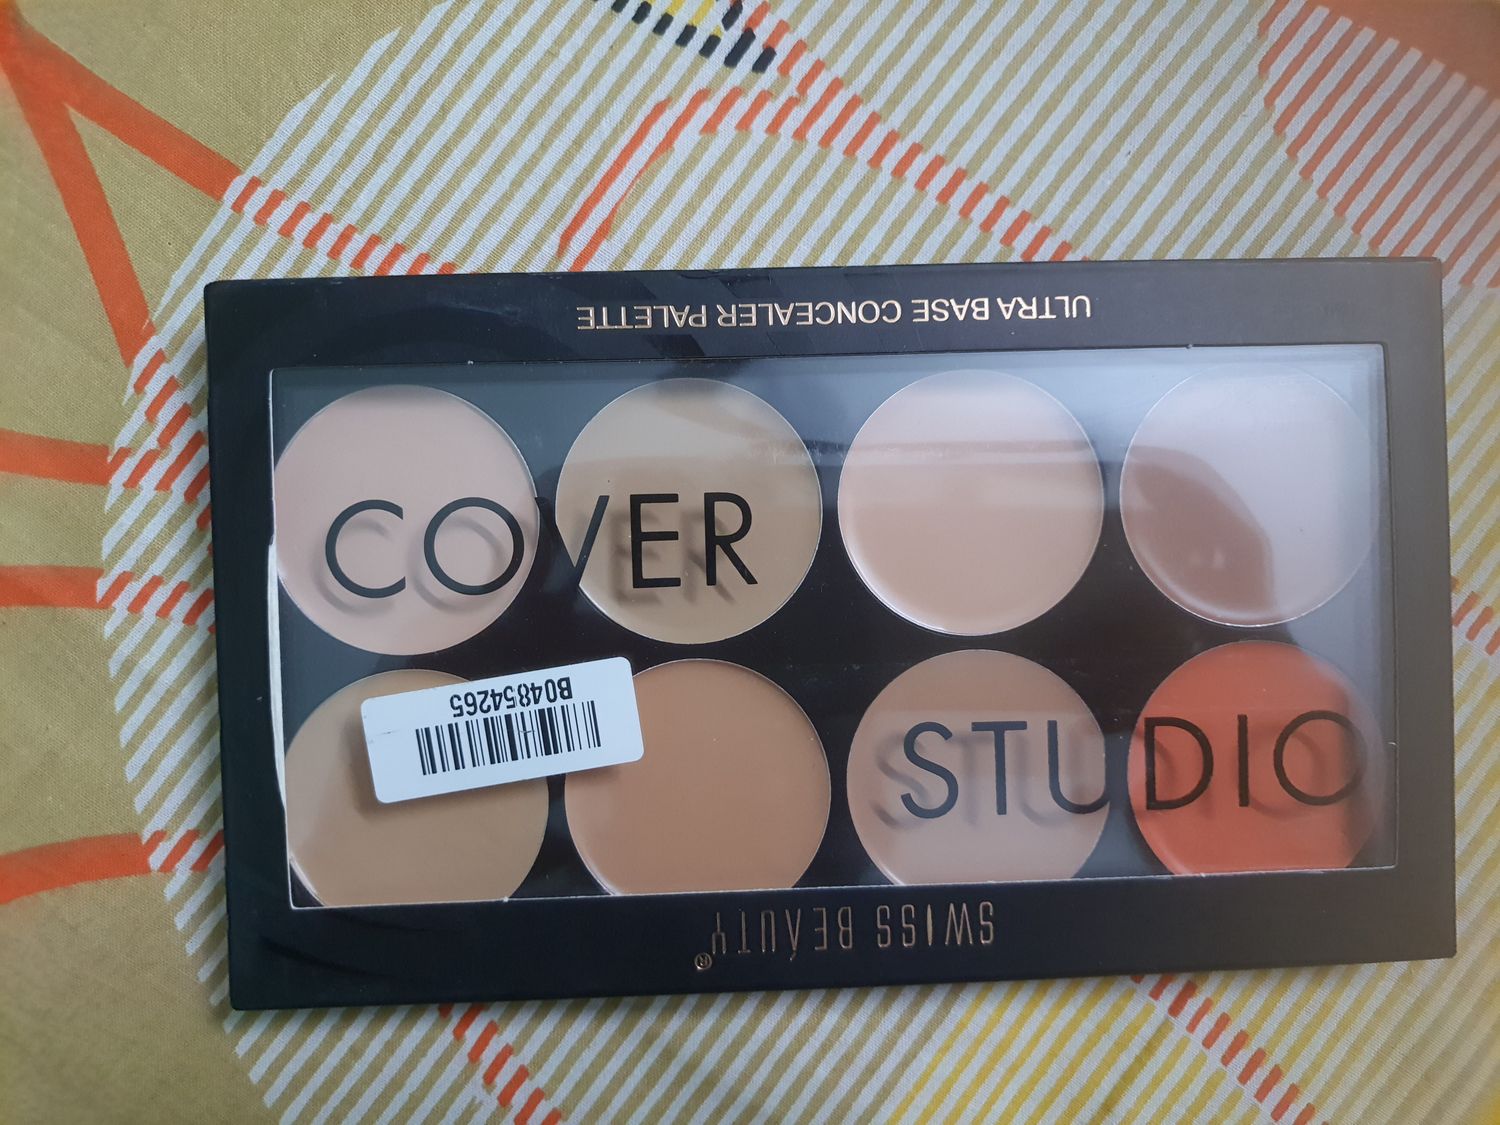 ULTRA BASE CONCEALER PALETTE
COVER
B04854265
STUDIO
SWISS BEAUTY®